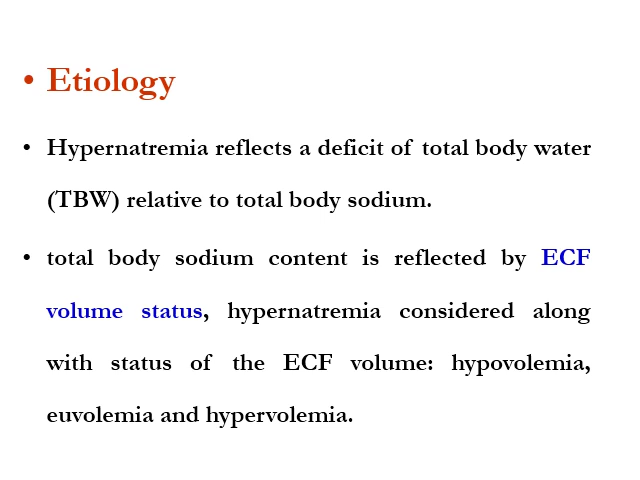 • Etiology
• Hypernatremia reflects a deficit of total body water
(TBW) relative to total body sodium.
• total body sodium content is reflected by ECF
volume status, hypernatremia considered along
with status of the ECF volume: hypovolemia,
euvolemia and hypervolemia.